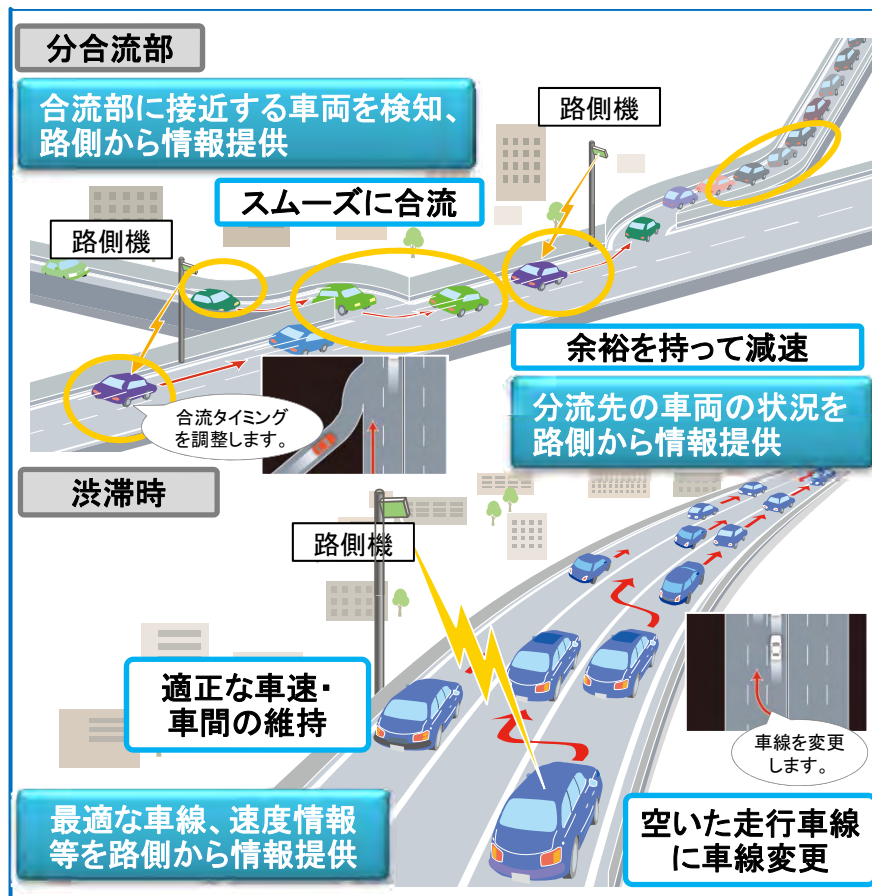 分合流部
合流部に接近する車両を検知、
路側から情報提供
路側機
スムーズに合流
路側機
余裕を持って減速
合流タイミング
を調整します。
分流先の車両の状況を
路側から情報提供
渋滞時
路側機
適正な車速・
車間の維持
車線を変更
します。
最適な車線、速度情報
等を路側から情報提供
空いた走行車線
に車線変更